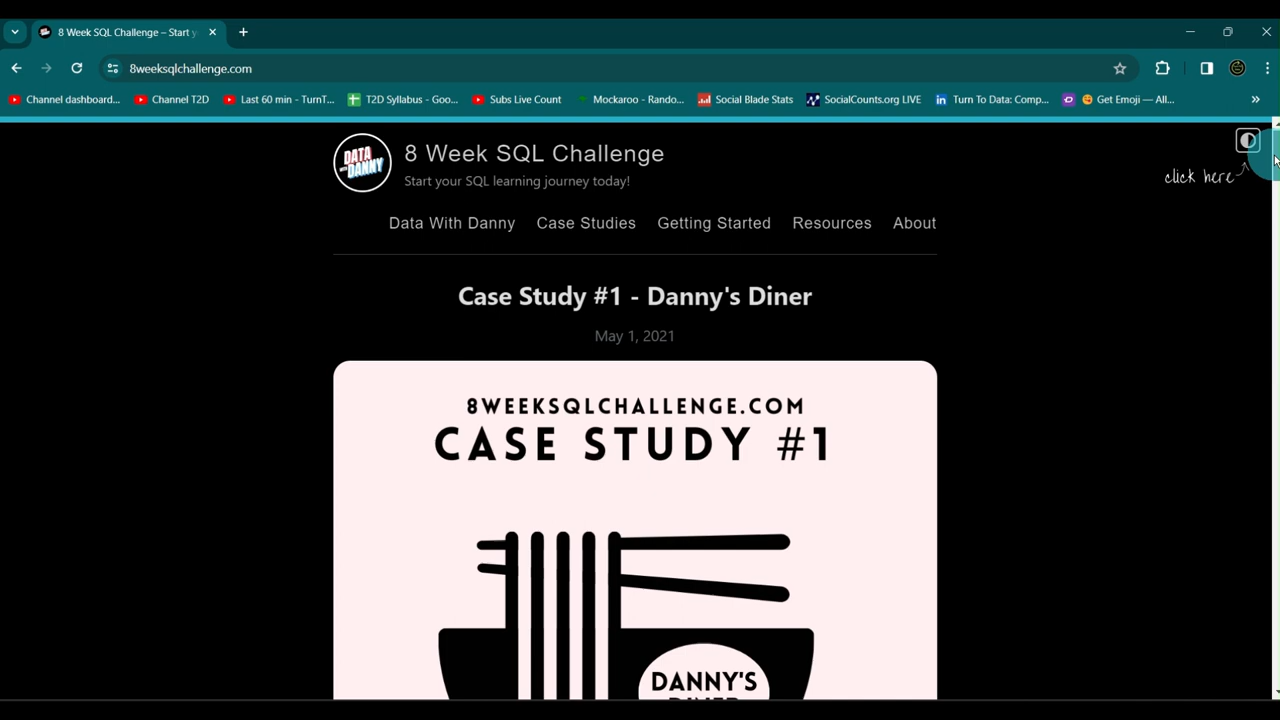 8 Week SQL Challenge – Start y
8weeksqlchallenge.com
Channel dashboard... Channel T2D Last 60 min - TurnT... T2D Syllabus - Goo... Subs Live Count Mockaroo - Rando... Social Blade Stats SocialCounts.org LIVE Turn To Data: Comp... Get Emoji — All...
DATA
WITH
DANNY
8 Week SQL Challenge
Start your SQL learning journey today!
click here
Data With Danny Case Studies Getting Started Resources About
Case Study #1 - Danny's Diner
May 1, 2021
8WEEKSQLCHALLENGE.COM
CASE STUDY #1
DANNY'S
DINER